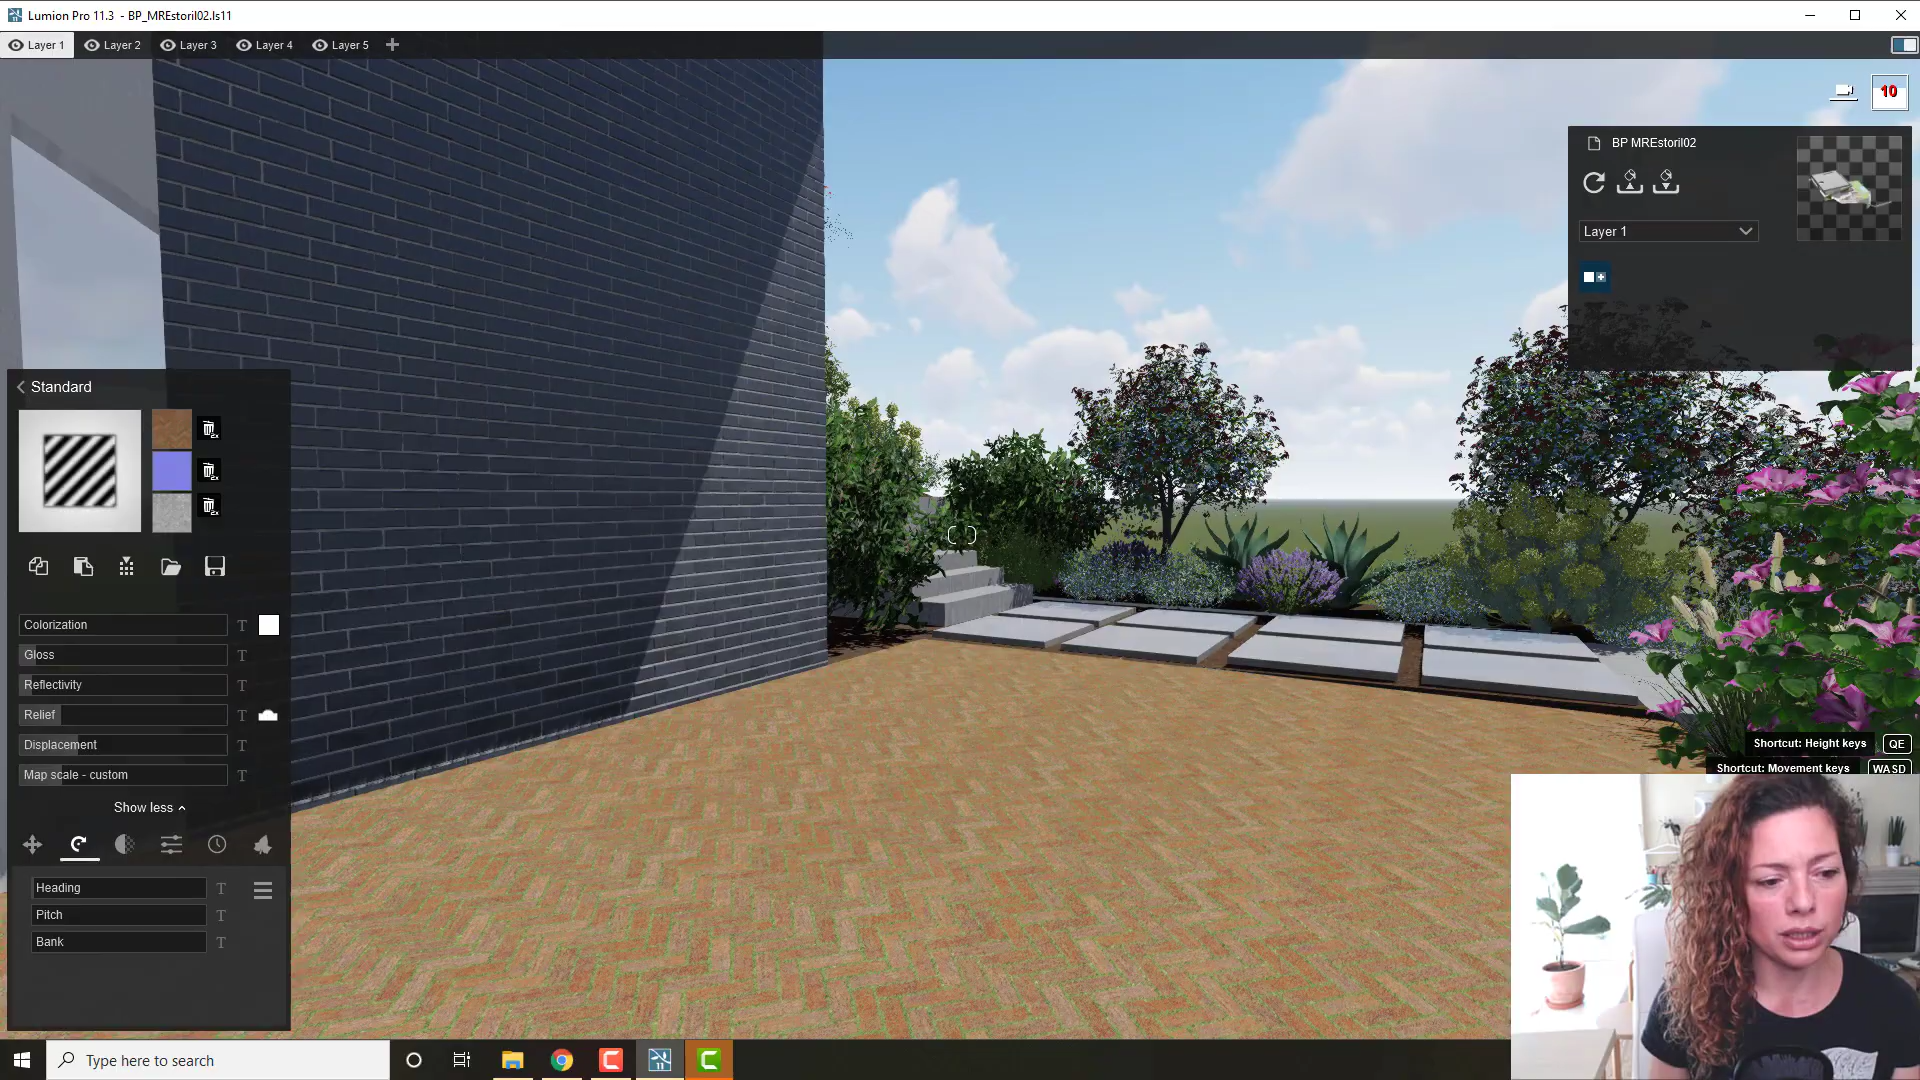 Lumion Pro 11.3 - BP_MREstoril02.ls11
Layer 1
Layer 2
Layer 3
Layer 4
Layer 5
10
BP MREstoril02
Layer 1
Standard
Colorization
T
Gloss
T
Reflectivity
T
Relief
T
Displacement
T
Map scale - custom
T
Show less
Heading
T
Pitch
T
Bank
T
Shortcut: Height keys
QE
Shortcut: Movement keys
WASD
Type here to search
11